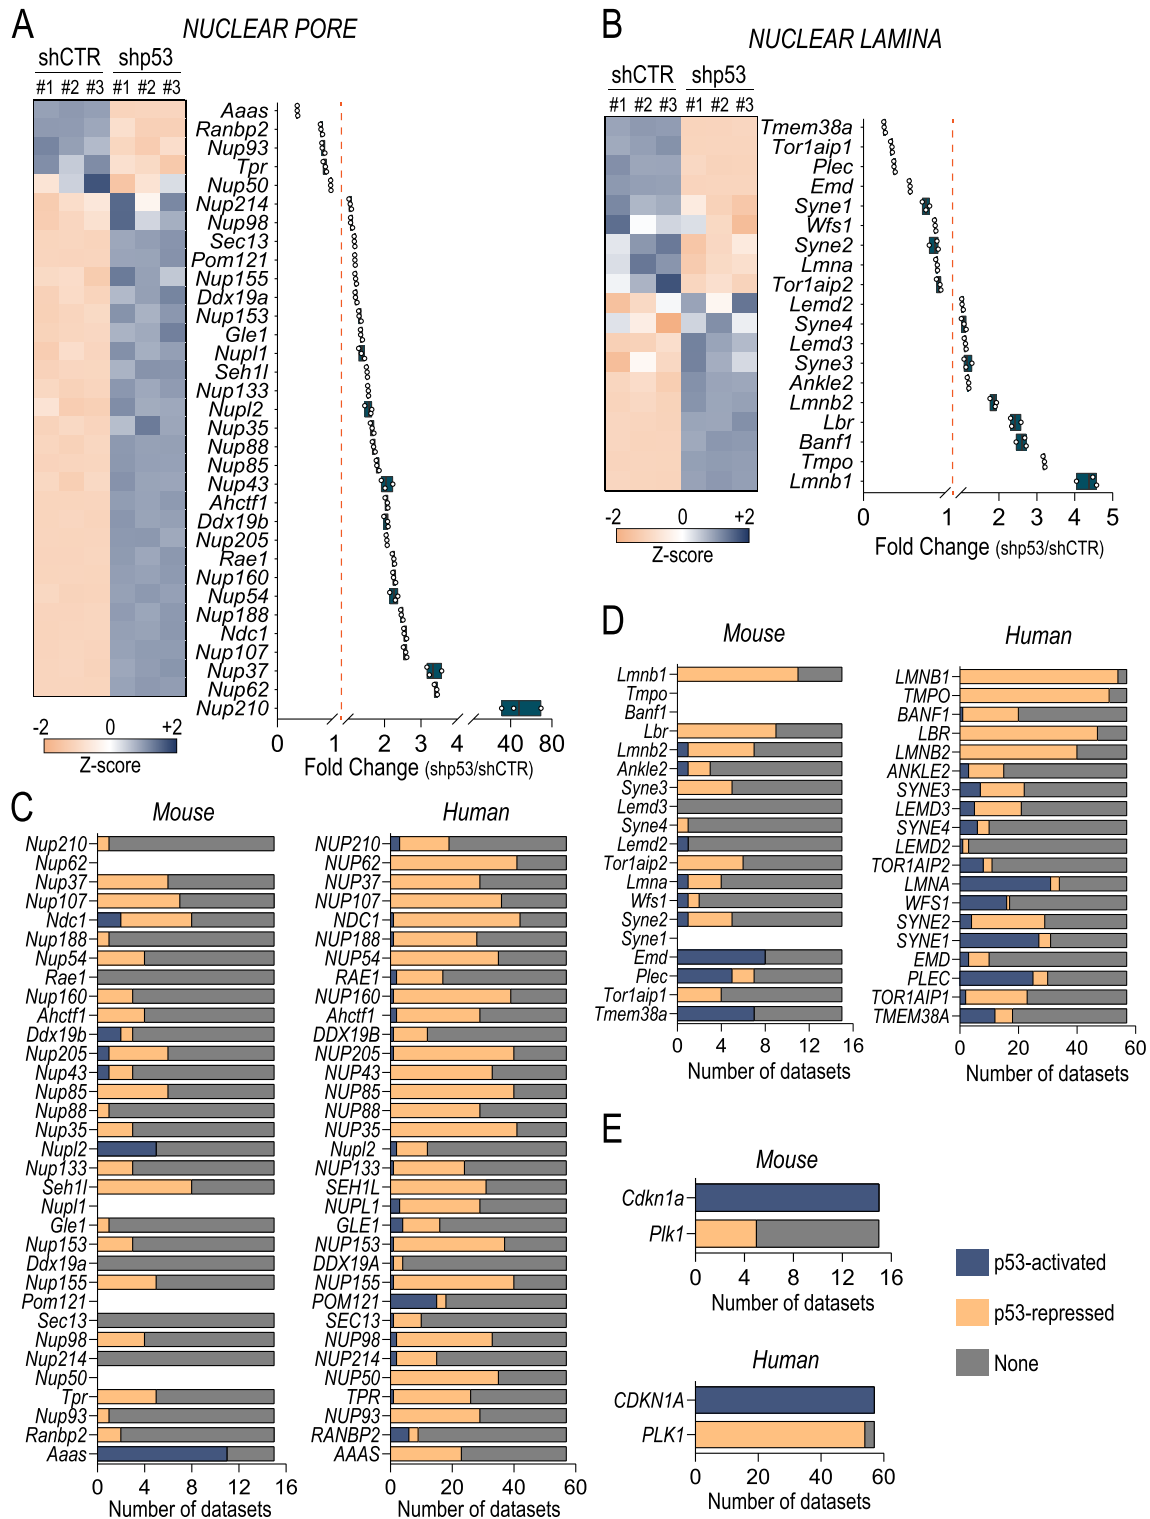 A
NUCLEAR PORE
shCTR shp53
#1 #2 #3 #1 #2 #3
Aaas
Ranbp2
Nup93
Tpr
Nup50
Nup214
Nup98
Sec13
Pom121
Nup155
Ddx19a
Nup153
Gle1
Nupl1
Seh1l
Nup133
Nupl2
Nup35
Nup88
Nup85
Nup43
Ahctf1
Ddx19b
Nup205
Rae1
Nup160
Nup54
Nup188
Ndc1
Nup107
Nup37
Nup62
Nup210
0 1 2 3 4 40 80
Fold Change (shp53/shCTR)
-2 0 +2
Z-score
B
NUCLEAR LAMINA
shCTR shp53
#1 #2 #3 #1 #2 #3
Tmem38a
Tor1aip1
Plec
Emd
Syne1
Wfs1
Syne2
Lmna
Tor1aip2
Lemd2
Syne4
Lemd3
Syne3
Ankle2
Lmnb2
Lbr
Banf1
Tmpo
Lmnb1
0 1 2 3 4 5
Fold Change (shp53/shCTR)
-2 0 +2
Z-score
C
Mouse
Nup210
Nup62
Nup37
Nup107
Ndc1
Nup188
Nup54
Rae1
Nup160
Ahctf1
Ddx19b
Nup205
Nup43
Nup85
Nup88
Nup35
Nupl2
Nup133
Seh1l
Nupl1
Gle1
Nup153
Ddx19a
Nup155
Pom121
Sec13
Nup98
Nup214
Nup50
Tpr
Nup93
Ranbp2
Aaas
0 4 8 12 16
Number of datasets
Human
NUP210
NUP62
NUP37
NUP107
NDC1
NUP188
NUP54
RAE1
NUP160
Ahctf1
DDX19B
NUP205
NUP43
NUP85
NUP88
NUP35
Nupl2
NUP133
SEH1L
NUPL1
GLE1
NUP153
DDX19A
NUP155
POM121
SEC13
NUP98
NUP214
NUP50
TPR
NUP93
RANBP2
AAAS
0 20 40 60
Number of datasets
D
Mouse
Lmnb1
Tmpo
Banf1
Lbr
Lmnb2
Ankle2
Syne3
Lemd3
Syne4
Lemd2
Tor1aip2
Lmna
Wfs1
Syne2
Syne1
Emd
Plec
Tor1aip1
Tmem38a
0 4 8 12 16
Number of datasets
Human
LMNB1
TMPO
BANF1
LBR
LMNB2
ANKLE2
SYNE3
LEMD3
SYNE4
LEMD2
TOR1AIP2
LMNA
WFS1
SYNE2
SYNE1
EMD
PLEC
TOR1AIP1
TMEM38A
0 20 40 60
Number of datasets
E
Mouse
Cdkn1a
Plk1
0 4 8 12 16
Number of datasets
Human
CDKN1A
PLK1
0 20 40 60
Number of datasets
p53-activated
p53-repressed
None